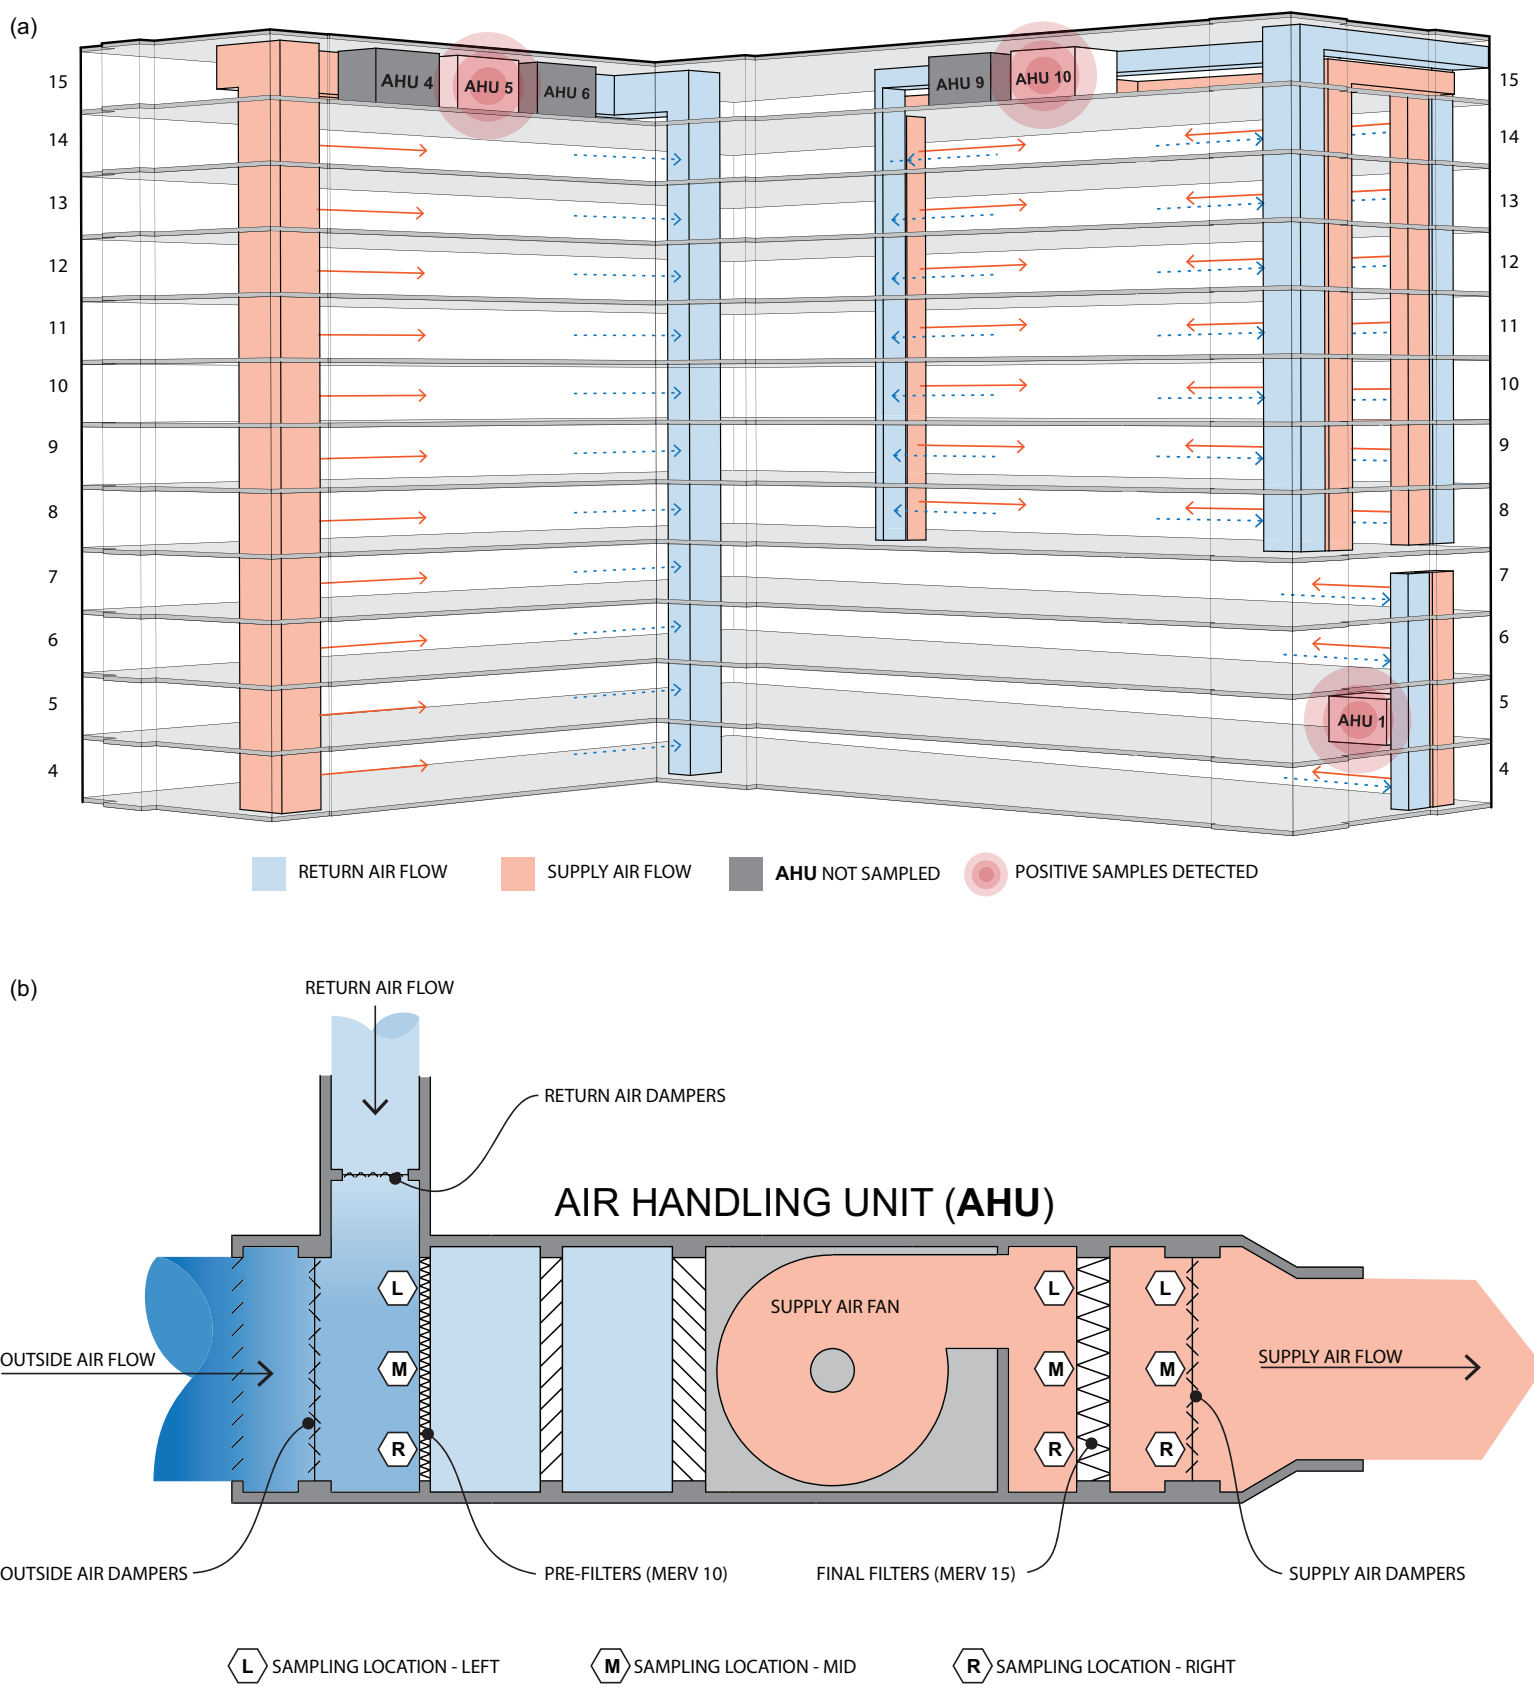 (a)
15
14
13
12
11
10
9
8
7
6
5
4
AHU 4
AHU 5
AHU 6
AHU 9
AHU 10
AHU 1
15
14
13
12
11
10
9
8
7
6
5
4
RETURN AIR FLOW
SUPPLY AIR FLOW
AHU NOT SAMPLED
POSITIVE SAMPLES DETECTED
(b)
RETURN AIR FLOW
RETURN AIR DAMPERS
AIR HANDLING UNIT (AHU)
L
L
L
SUPPLY AIR FAN
OUTSIDE AIR FLOW
M
M
M
SUPPLY AIR FLOW
R
R
R
OUTSIDE AIR DAMPERS
PRE-FILTERS (MERV 10)
FINAL FILTERS (MERV 15)
SUPPLY AIR DAMPERS
L SAMPLING LOCATION - LEFT
M SAMPLING LOCATION - MID
R SAMPLING LOCATION - RIGHT